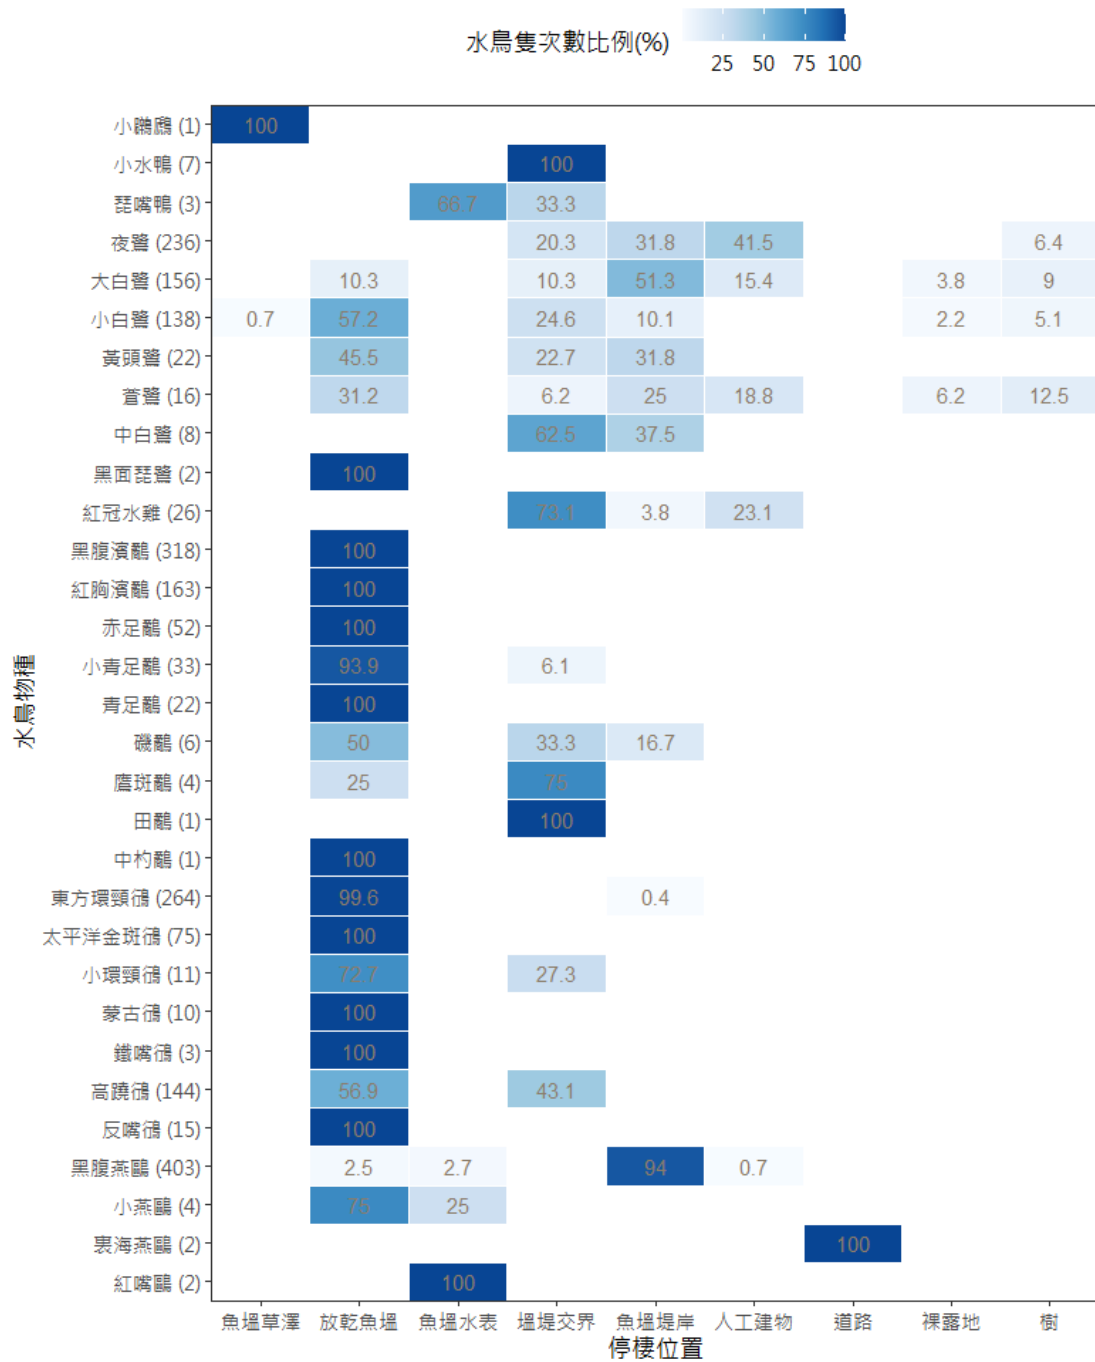 水鳥隻次數比例(%)
25 50 75 100
水鳥物種
小鸊鷉 (1) 100
小水鴨 (7) 100
琵嘴鴨 (3) 66.7 33.3
夜鷺 (236) 20.3 31.8 41.5 6.4
大白鷺 (156) 10.3 10.3 51.3 15.4 3.8 9
小白鷺 (138) 0.7 57.2 24.6 10.1 2.2 5.1
黃頭鷺 (22) 45.5 22.7 31.8
蒼鷺 (16) 31.2 6.2 25 18.8 6.2 12.5
中白鷺 (8) 62.5 37.5
黑面琵鷺 (2) 100
紅冠水雞 (26) 73.1 3.8 23.1
黑腹濱鷸 (318) 100
紅胸濱鷸 (163) 100
赤足鷸 (52) 100
小青足鷸 (33) 93.9 6.1
青足鷸 (22) 100
磯鷸 (6) 50 33.3 16.7
鷹斑鷸 (4) 25 75
田鷸 (1) 100
中杓鷸 (1) 100
東方環頸鴴 (264) 99.6 0.4
太平洋金斑鴴 (75) 100
小環頸鴴 (11) 72.7 27.3
蒙古鴴 (10) 100
鐵嘴鴴 (3) 100
高蹺鴴 (144) 56.9 43.1
反嘴鴴 (15) 100
黑腹燕鷗 (403) 2.5 2.7 94 0.7
小燕鷗 (4) 75 25
裏海燕鷗 (2) 100
紅嘴鷗 (2) 100
魚塭草澤 放乾魚塭 魚塭水表 塭堤交界 魚塭堤岸 人工建物 道路 裸露地 樹
停棲位置